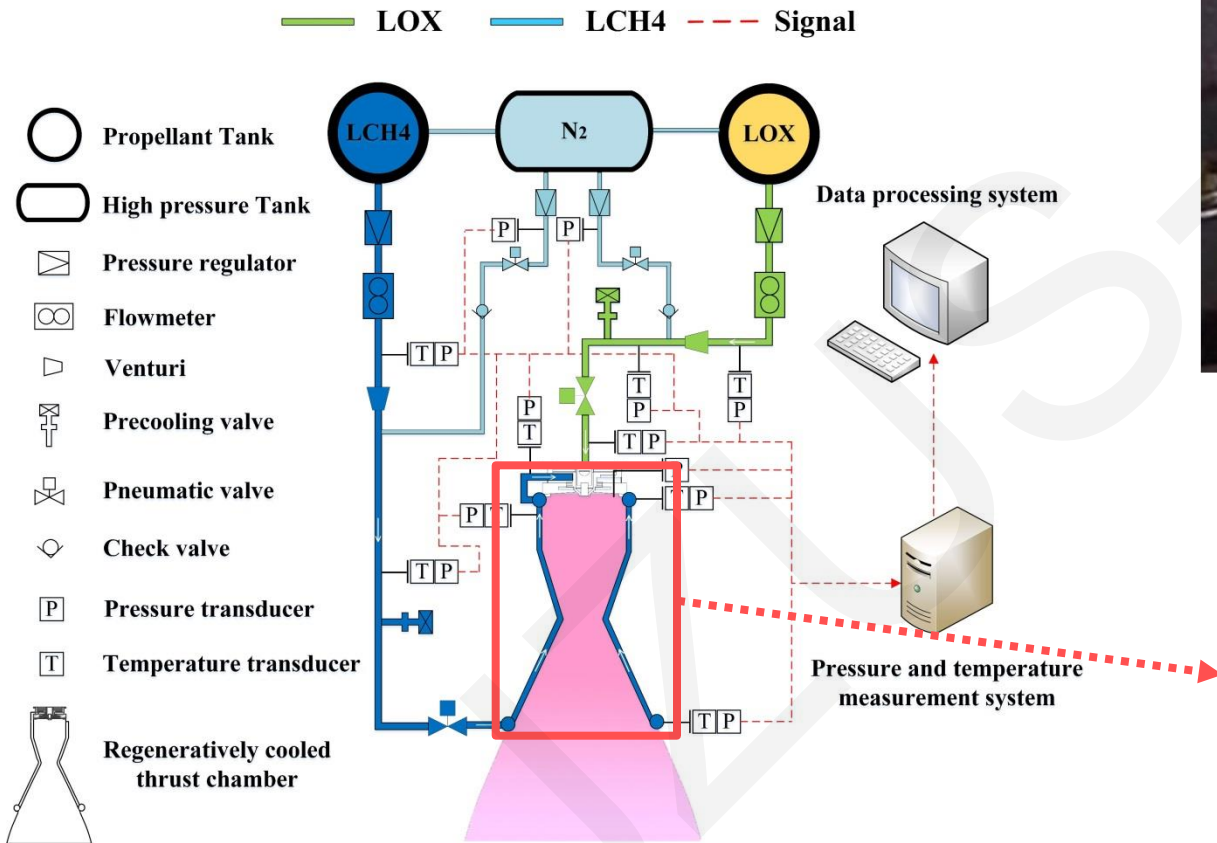 LOX LCH4 Signal
LCH4
N2
LOX
Propellant Tank
High pressure Tank
Pressure regulator
Flowmeter
Venturi
Precooling valve
Pneumatic valve
Check valve
P
Pressure transducer
T
Temperature transducer
Regeneratively cooled
thrust chamber
Data processing system
P
P
T P
T
P
T
P
P
T
T P
P
T P
P T
T P
T P
Pressure and temperature
measurement system
IZUS-